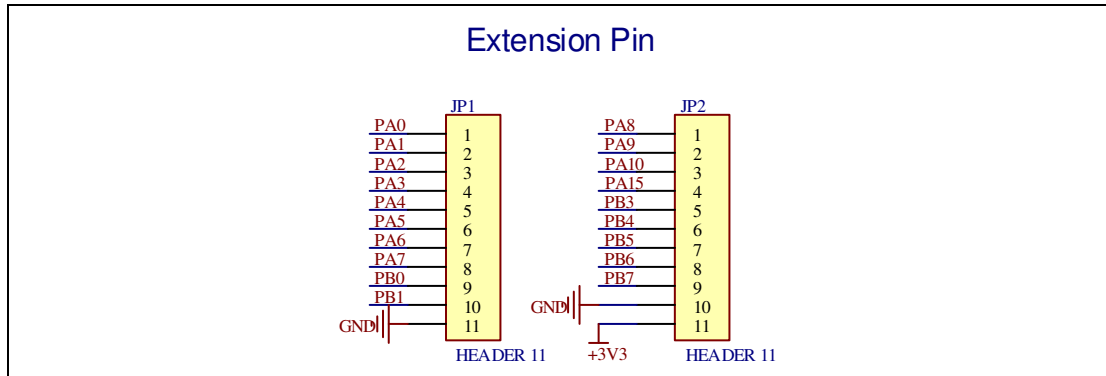 Extension Pin
JP1
PA0 1
PA1 2
PA2 3
PA3 4
PA4 5
PA5 6
PA6 7
PA7 8
PB0 9
PB1 10
GND 11
HEADER 11
JP2
PA8 1
PA9 2
PA10 3
PA15 4
PB3 5
PB4 6
PB5 7
PB6 8
PB7 9
GND 10
+3V3 11
HEADER 11